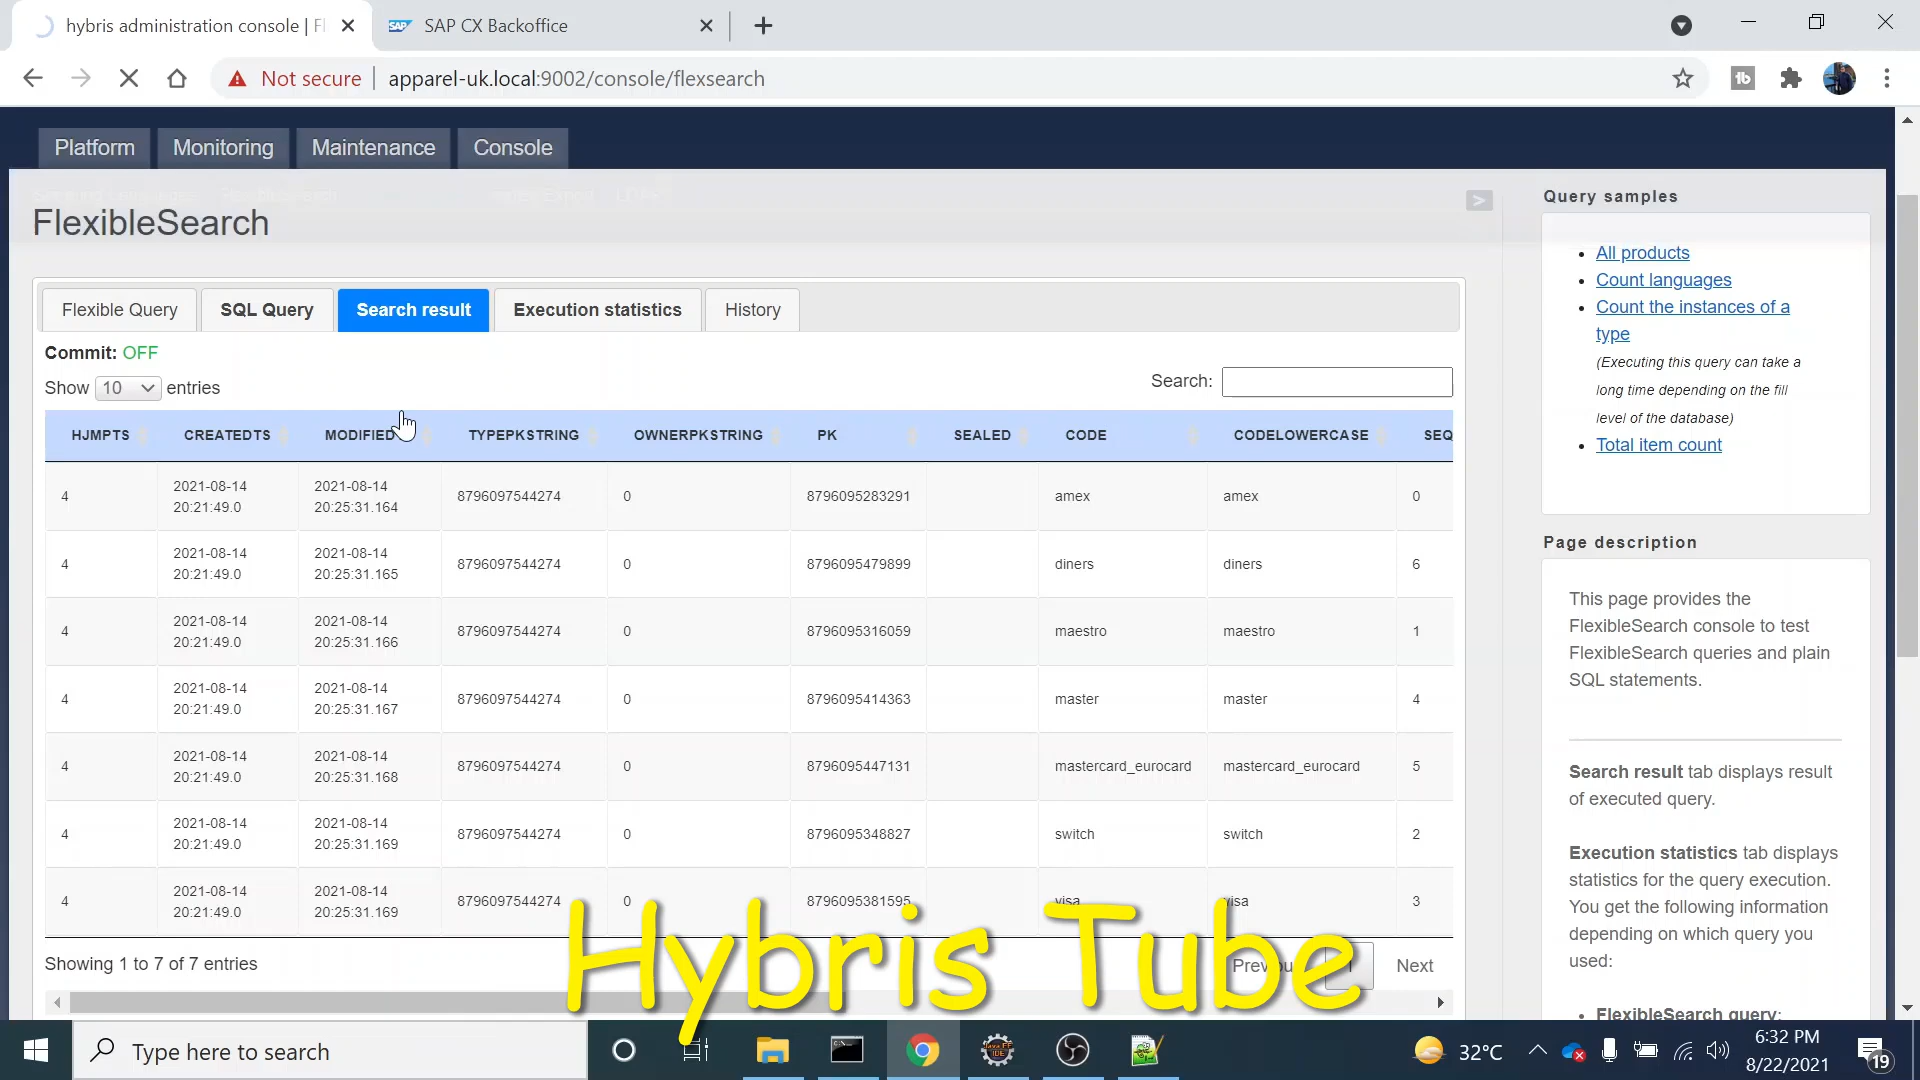 hybris administration console | Fl
SAP CX Backoffice
Not secure
apparel-uk.local:9002/console/flexsearch
Platform
Monitoring
Maintenance
Console
FlexibleSearch
Flexible Query
SQL Query
Search result
Execution statistics
History
Commit: OFF
Show 10 entries
Search:
HJMPTS CREATEDTS MODIFIED TYPEPKSTRING OWNERPKSTRING PK SEALED CODE CODELOWERCASE SEQ
4 2021-08-14 20:21:49.0 2021-08-14 20:25:31.164 8796097544274 0 8796095283291 amex amex 0
4 2021-08-14 20:21:49.0 2021-08-14 20:25:31.165 8796097544274 0 8796095479899 diners diners 6
4 2021-08-14 20:21:49.0 2021-08-14 20:25:31.166 8796097544274 0 8796095316059 maestro maestro 1
4 2021-08-14 20:21:49.0 2021-08-14 20:25:31.167 8796097544274 0 8796095414363 master master 4
4 2021-08-14 20:21:49.0 2021-08-14 20:25:31.168 8796097544274 0 8796095447131 mastercard_eurocard mastercard_eurocard 5
4 2021-08-14 20:21:49.0 2021-08-14 20:25:31.169 8796097544274 0 8796095348827 switch switch 2
4 2021-08-14 20:21:49.0 2021-08-14 20:25:31.169 8796097544274 0 8796095381595 visa visa 3
Showing 1 to 7 of 7 entries
Next
Hybris Tube
Query samples
All products
Count languages
Count the instances of a
type
(Executing this query can take a
long time depending on the fill
level of the database)
Total item count
Page description
This page provides the
FlexibleSearch console to test
FlexibleSearch queries and plain
SQL statements.
Search result tab displays result
of executed query.
Execution statistics tab displays
statistics for the query execution.
You get the following information
depending on which query you
used:
FlexibleSearch query:
Type here to search
32°C
6:32 PM
8/22/2021
19